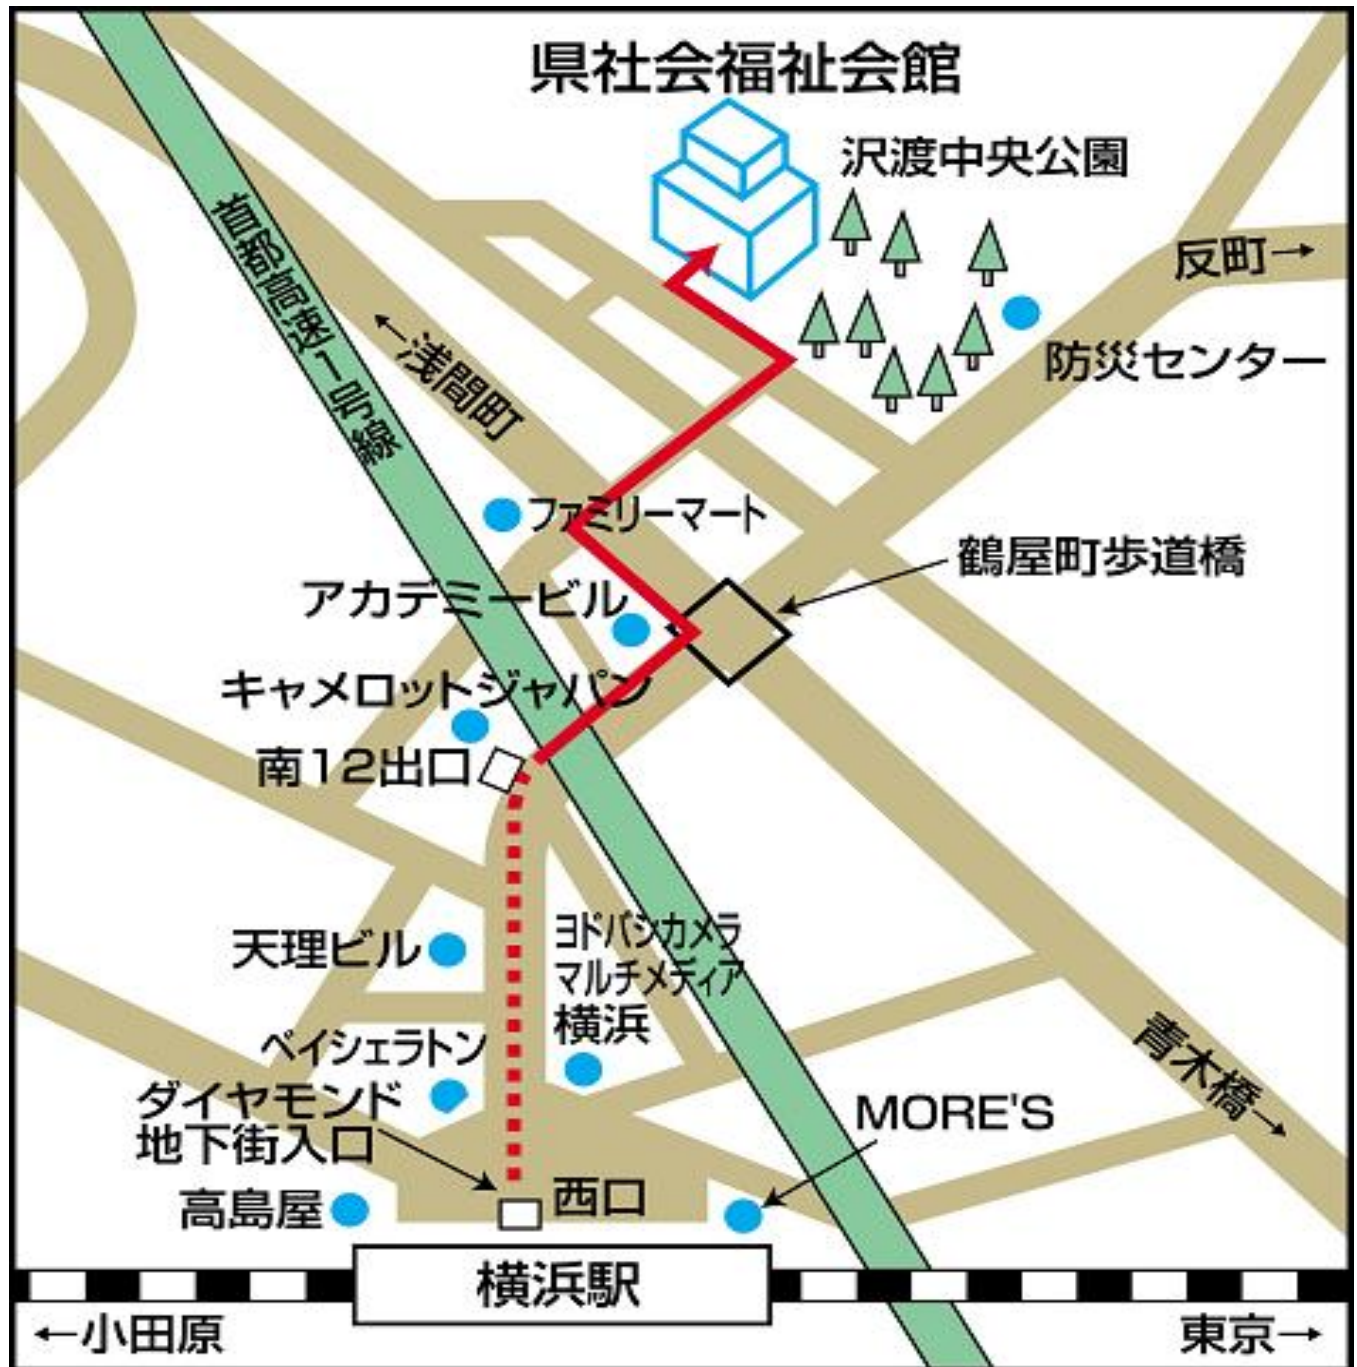 県社会福祉会館
沢渡中央公園
首都高速1号線
反町→
←浅間町
防災センター
ファミリーマート
鶴屋町歩道橋
アカデミービル
キャメロットジャパン
南12出口
天理ビル
ヨドバシカメラ
マルチメディア
横浜
ペイシェラトン
ダイヤモンド
地下街入口
青木橋→
MORE'S
高島屋
西口
横浜駅
←小田原
東京→